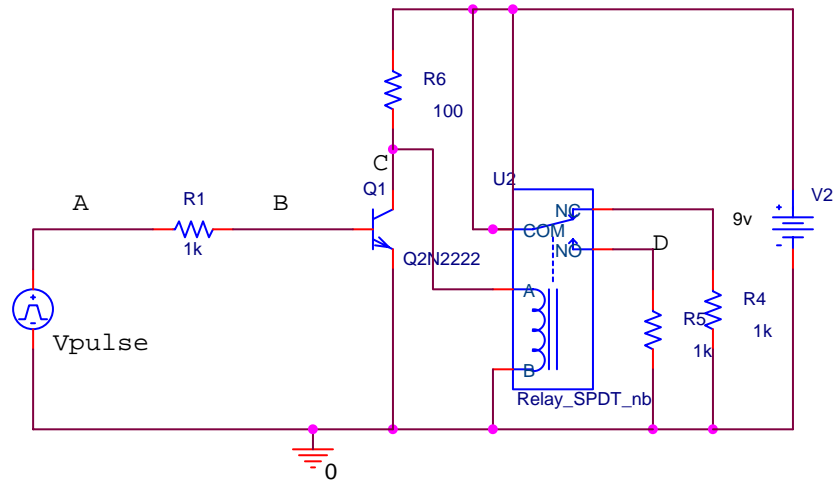 R6
100
C
Q1
U2
A
R1
B
NC
V2
9v
COM
D
1k
Q2N2222
NO
A
R5
R4
Vpulse
1k
1k
B
Relay_SPDT_nb
0